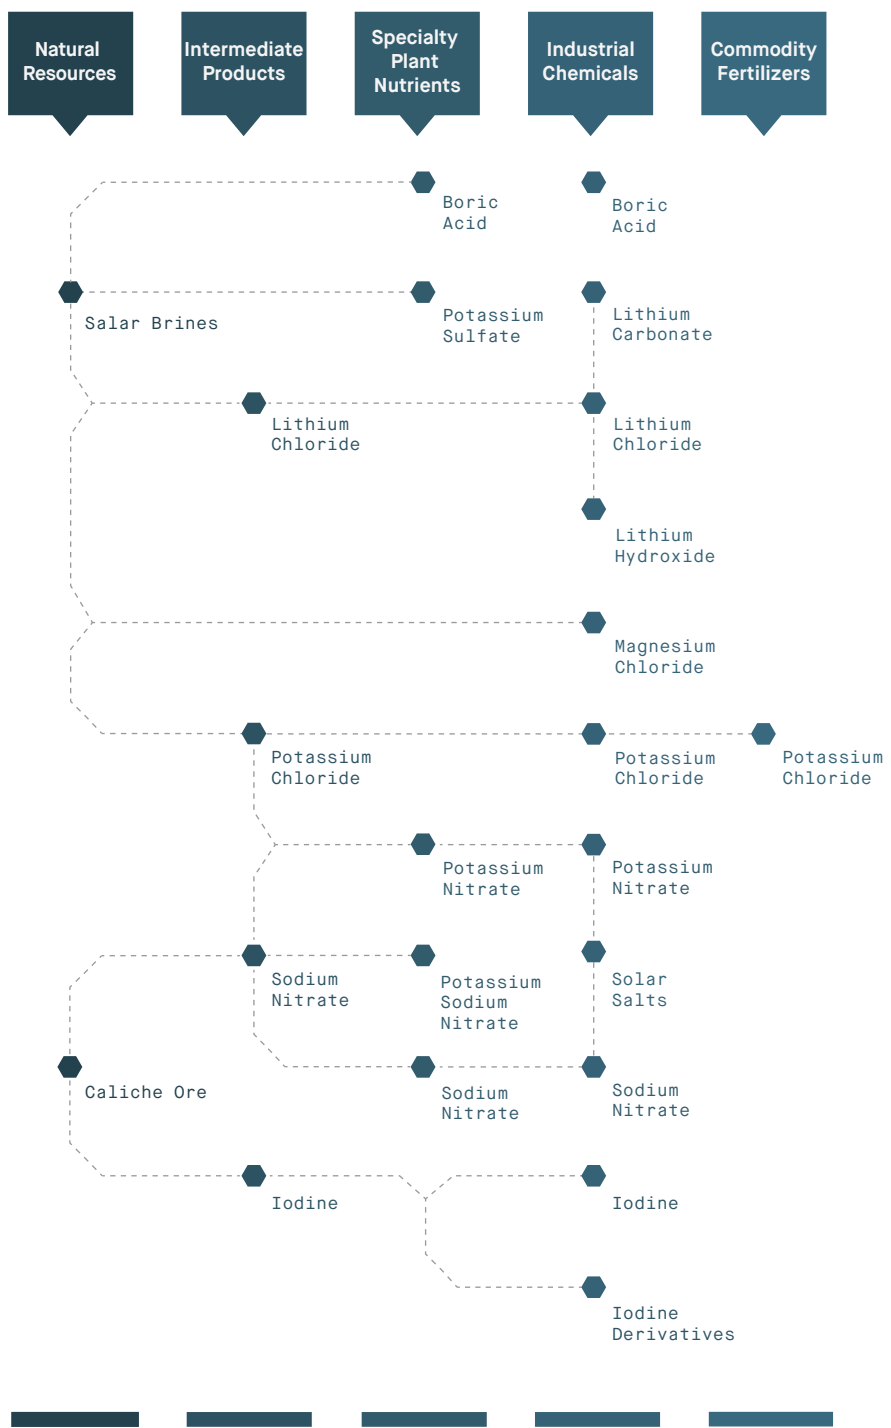 Natural
Resources
Intermediate
Products
Specialty
Plant
Nutrients
Industrial
Chemicals
Commodity
Fertilizers
Boric
Acid
Boric
Acid
Salar Brines
Potassium
Sulfate
Lithium
Carbonate
Lithium
Chloride
Lithium
Chloride
Lithium
Hydroxide
Magnesium
Chloride
Potassium
Chloride
Potassium
Chloride
Potassium
Chloride
Potassium
Nitrate
Potassium
Nitrate
Sodium
Nitrate
Potassium
Sodium
Nitrate
Solar
Salts
Caliche Ore
Sodium
Nitrate
Sodium
Nitrate
Iodine
Iodine
Iodine
Derivatives